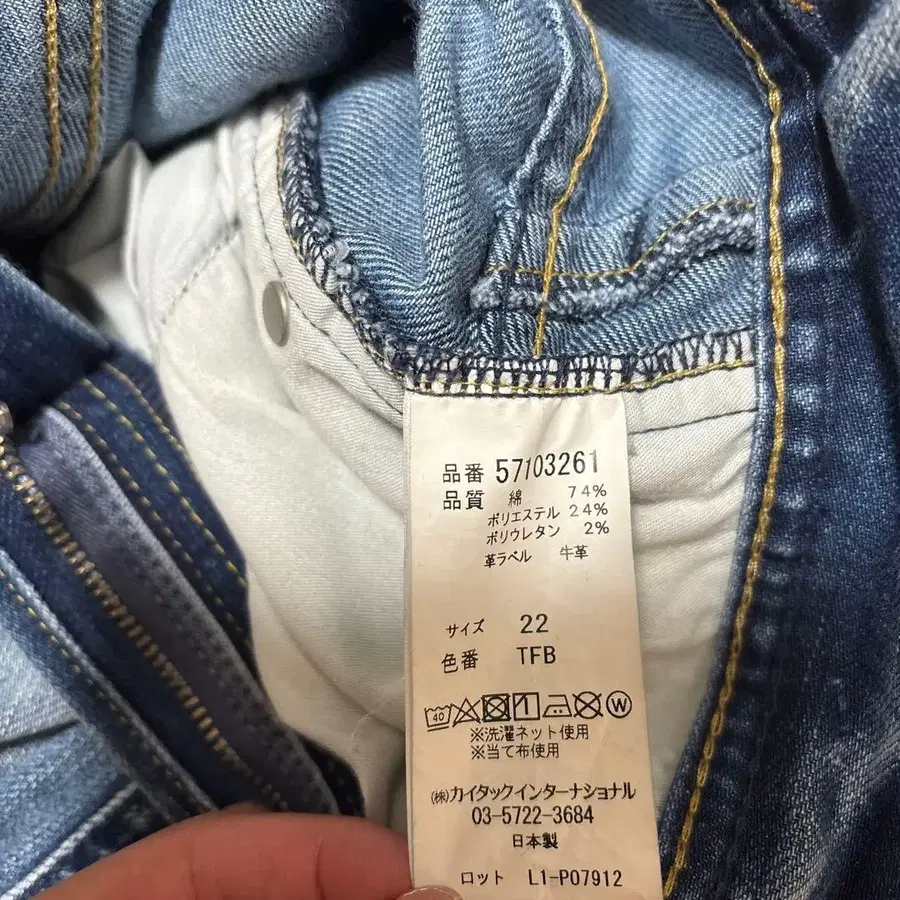 品番 57103261
品質 綿 74%
ポリエステル 24%
ポリウレタン 2%
革ラベル 牛革
サイズ 22
色番 TFB
40 W
※洗濯ネット使用
※当て布使用
㈱カイタックインターナショナル
03-5722-3684
日本製
ロット L1-P07912